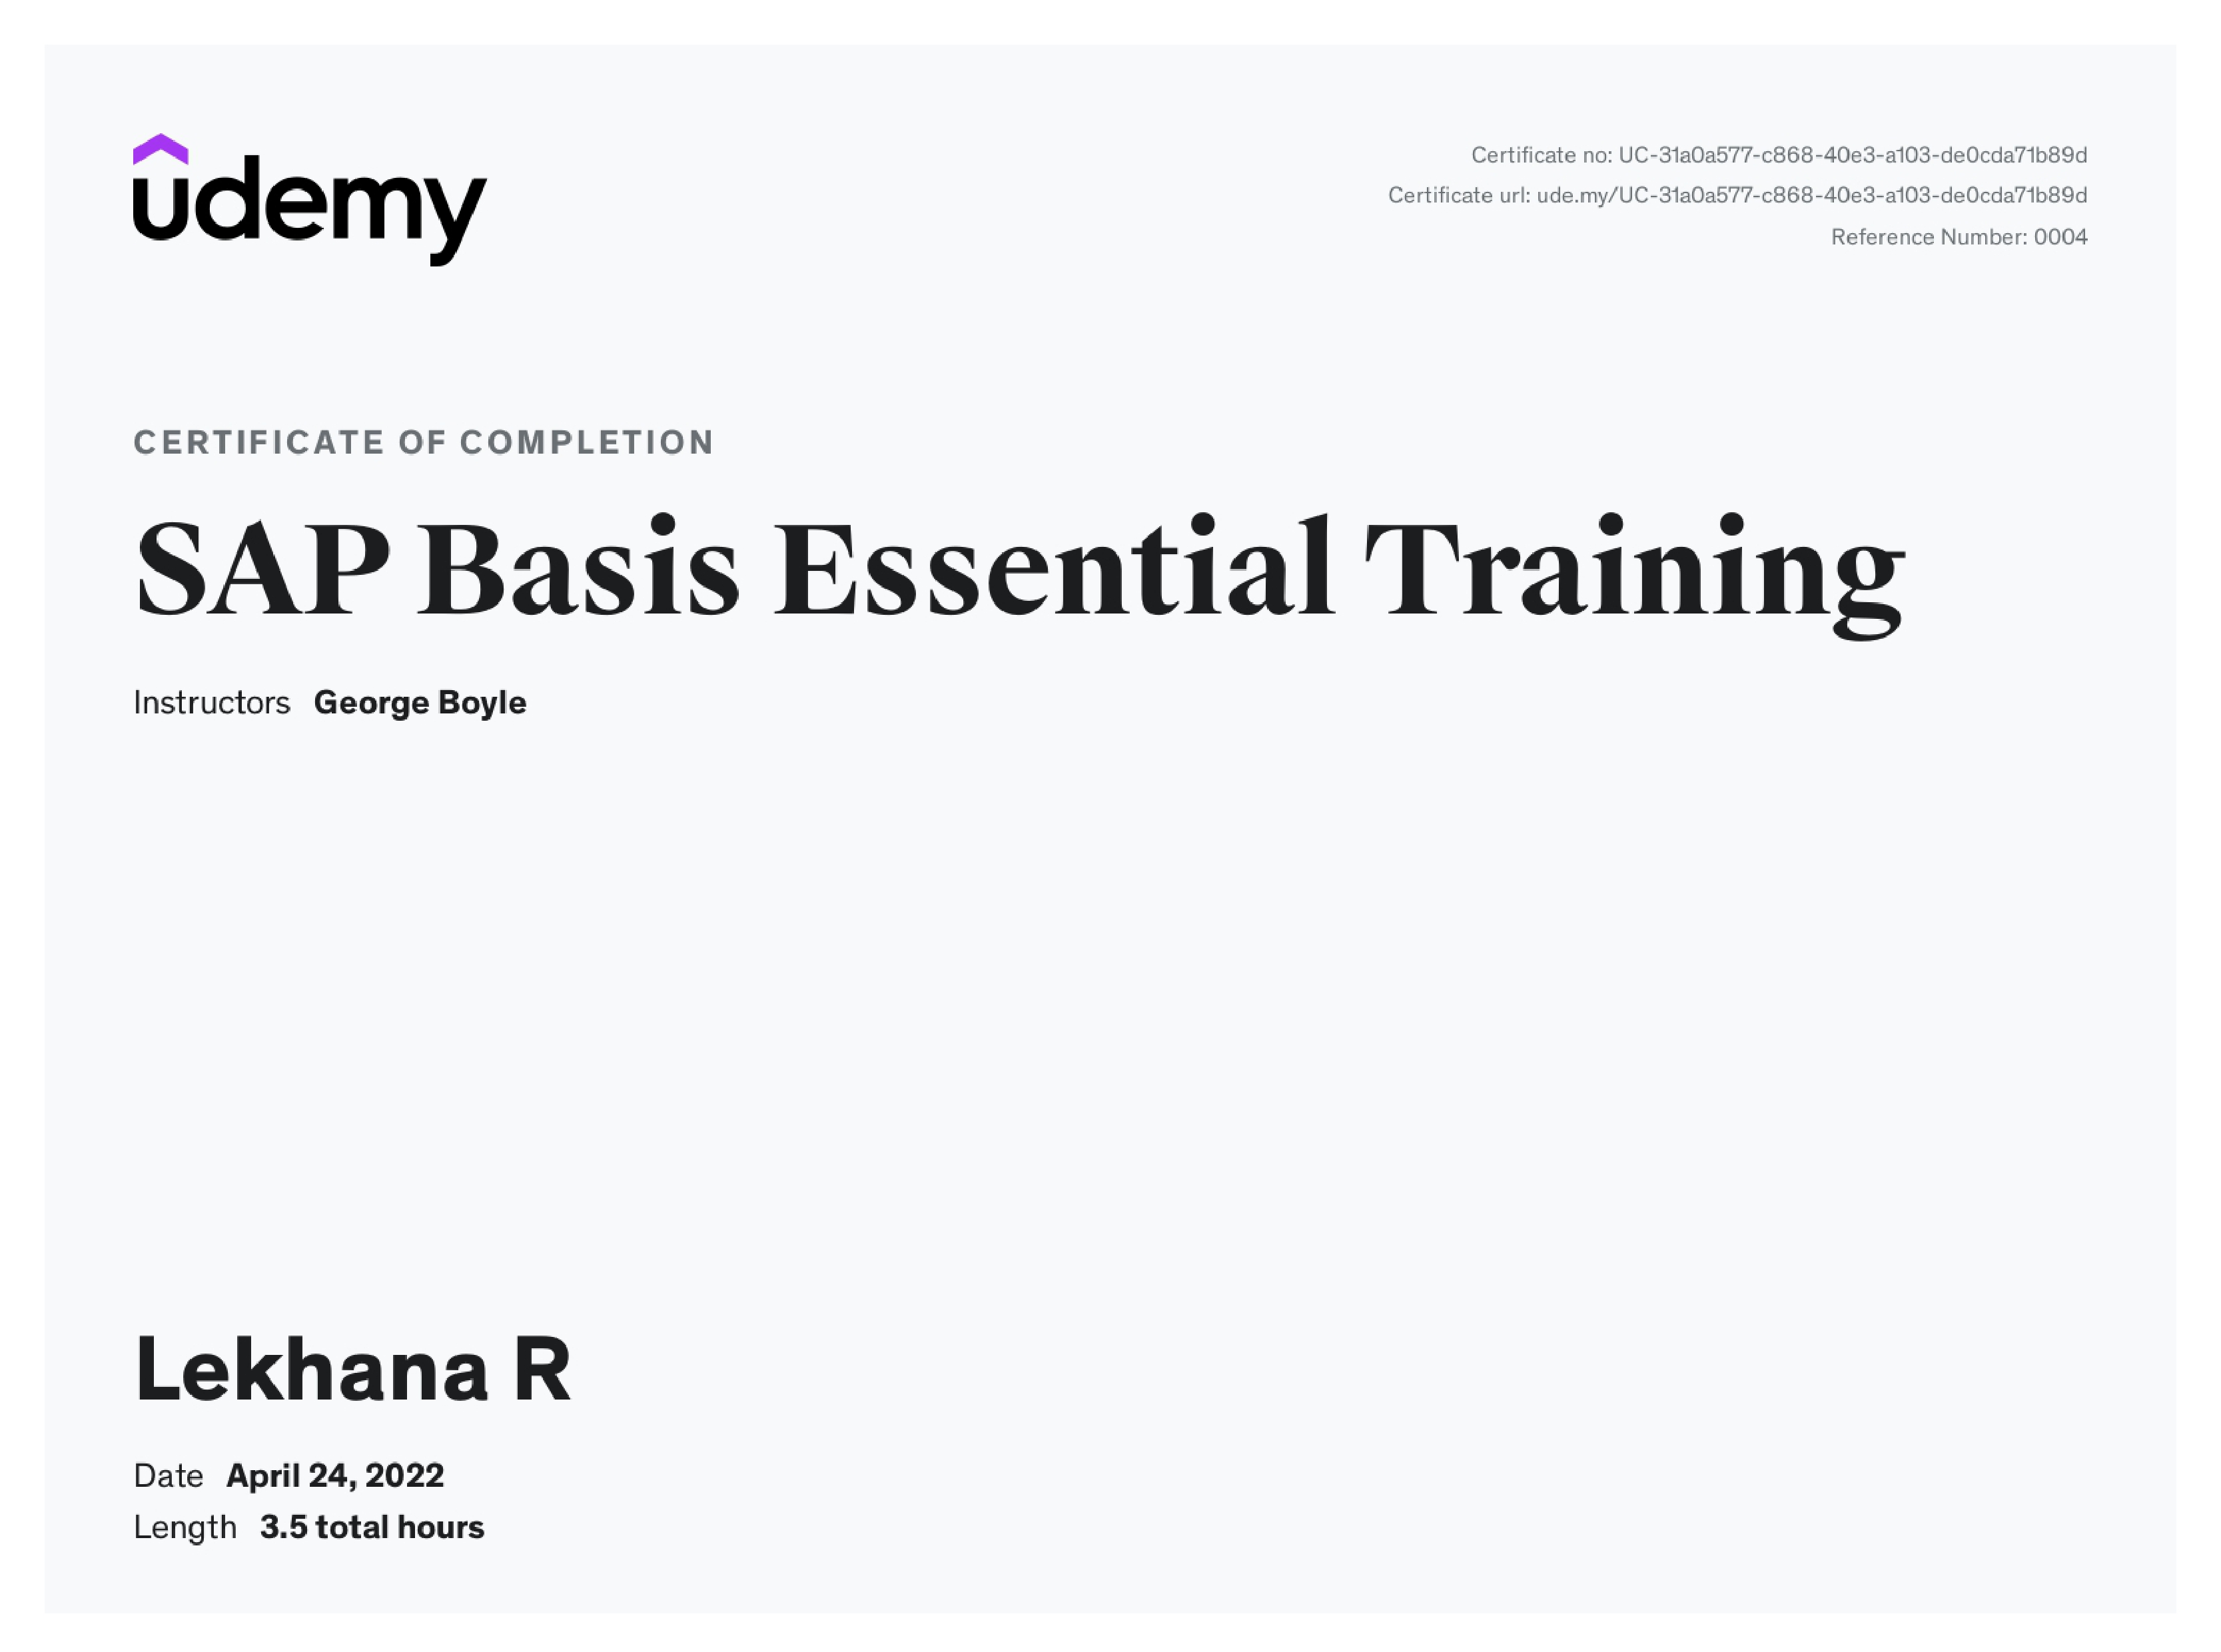 udemy
Certificate no: UC-31a0a577-c868-40e3-a103-de0cda71b89d
Certificate url: ude.my/UC-31a0a577-c868-40e3-a103-de0cda71b89d
Reference Number: 0004
CERTIFICATE OF COMPLETION
SAP Basis Essential Training
Instructors George Boyle
Lekhana R
Date April 24, 2022
Length 3.5 total hours